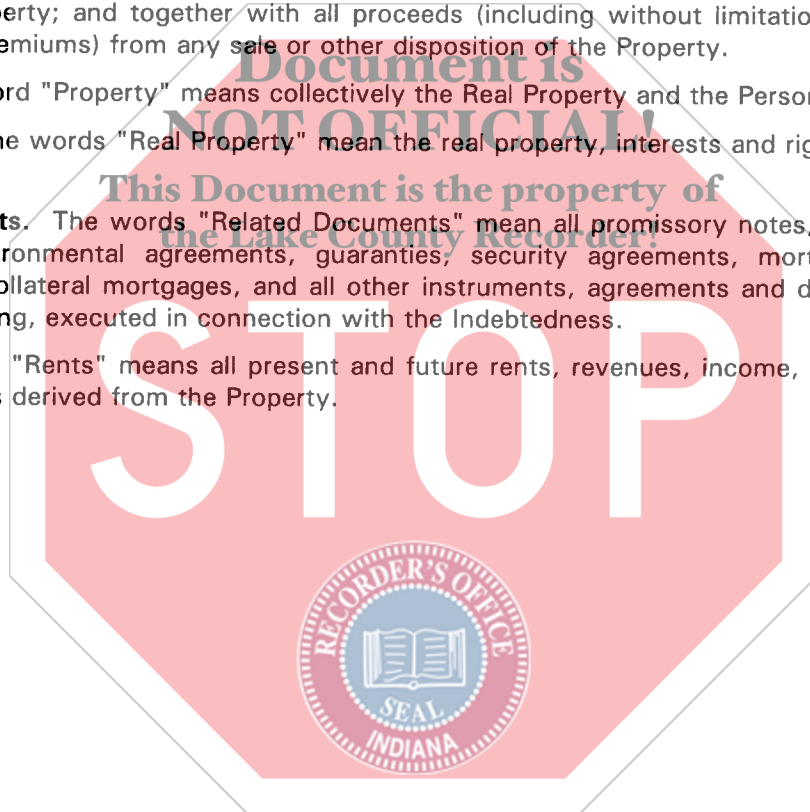 erty; and together with all proceeds (including without limitatio
emiums) from any sale or other disposition of the Property.
Document is
ord "Property" means collectively the Real Property and the Person
NOT OFFICIAL!
ne words "Real Property" mean the real property, interests and rig
This Document is the property of
ts. The words "Related Documents" mean all promissory notes,
the Lake County Recorder!
ronmental agreements, guaranties, security agreements, mort
ollateral mortgages, and all other instruments, agreements and d
ng, executed in connection with the Indebtedness.
"Rents" means all present and future rents, revenues, income,
s derived from the Property.
STOP
RECORDER'S OFFICE
SEAL
INDIANA